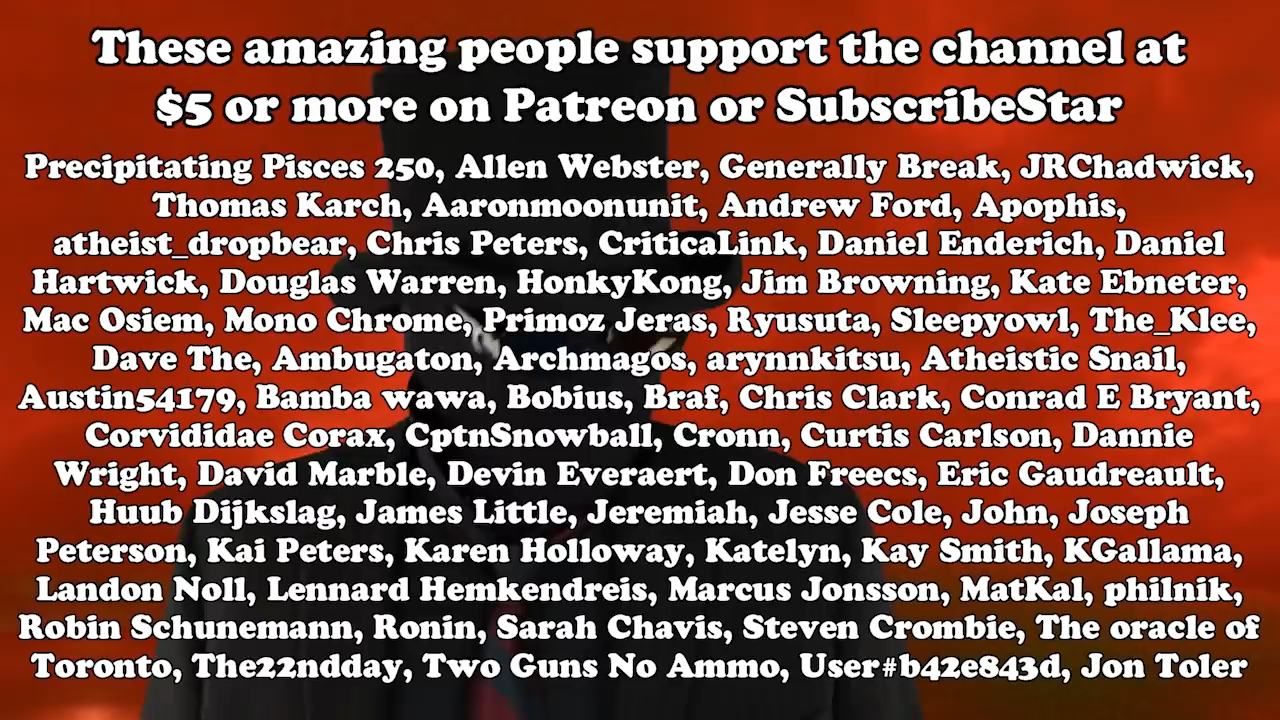 These amazing people support the channel at
$5 or more on Patreon or SubscribeStar
Precipitating Pisces 250, Allen Webster, Generally Break, JRChadwick,
Thomas Karch, Aaronmoonunit, Andrew Ford, Apophis,
atheist_dropbear, Chris Peters, CriticaLink, Daniel Enderich, Daniel
Hartwick, Douglas Warren, HonkyKong, Jim Browning, Kate Ebneter,
Mac Osiem, Mono Chrome, Primoz Jeras, Ryusuta, Sleepyowl, The_Klee,
Dave The, Ambugaton, Archmagos, arynnkitsu, Atheistic Snail,
Austin54179, Bamba wawa, Bobius, Braf, Chris Clark, Conrad E Bryant,
Corvididae Corax, CptnSnowball, Cronn, Curtis Carlson, Dannie
Wright, David Marble, Devin Everaert, Don Freecs, Eric Gaudreault,
Huub Dijkslag, James Little, Jeremiah, Jesse Cole, John, Joseph
Peterson, Kai Peters, Karen Holloway, Katelyn, Kay Smith, KGallama,
Landon Noll, Lennard Hemkendreis, Marcus Jonsson, MatKal, philnik,
Robin Schunemann, Ronin, Sarah Chavis, Steven Crombie, The oracle of
Toronto, The22ndday, Two Guns No Ammo, User#b42e843d, Jon Toler